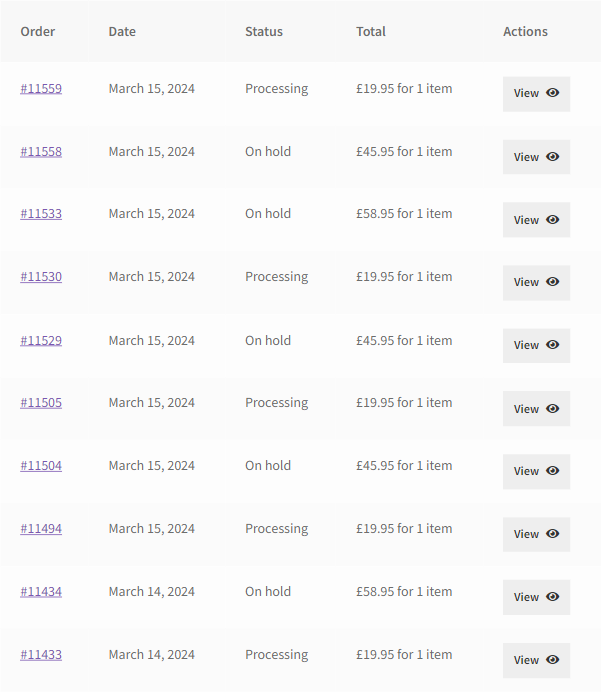 Order Date Status Total Actions
#11559 March 15, 2024 Processing £19.95 for 1 item View
#11558 March 15, 2024 On hold £45.95 for 1 item View
#11533 March 15, 2024 On hold £58.95 for 1 item View
#11530 March 15, 2024 Processing £19.95 for 1 item View
#11529 March 15, 2024 On hold £45.95 for 1 item View
#11505 March 15, 2024 Processing £19.95 for 1 item View
#11504 March 15, 2024 On hold £45.95 for 1 item View
#11494 March 15, 2024 Processing £19.95 for 1 item View
#11434 March 14, 2024 On hold £58.95 for 1 item View
#11433 March 14, 2024 Processing £19.95 for 1 item View